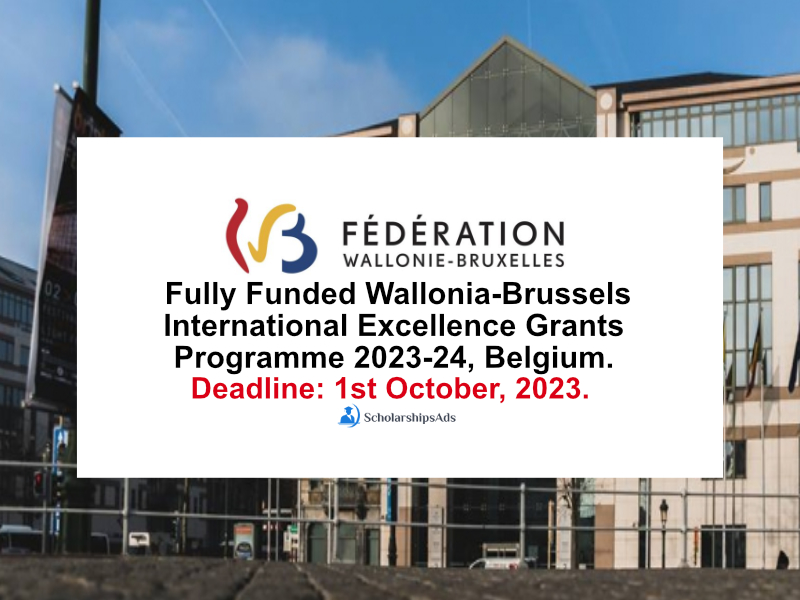 FÉDÉRATION
WALLONIE-BRUXELLES
Fully Funded Wallonia-Brussels
International Excellence Grants
Programme 2023-24, Belgium.
Deadline: 1st October, 2023.
ScholarshipsAds